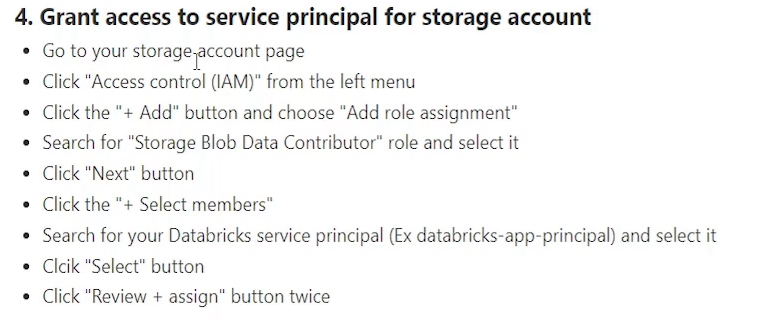 4. Grant access to service principal for storage account
• Go to your storage account page
• Click "Access control (IAM)" from the left menu
• Click the "+ Add" button and choose "Add role assignment"
• Search for "Storage Blob Data Contributor" role and select it
• Click "Next" button
• Click the "+ Select members"
• Search for your Databricks service principal (Ex databricks-app-principal) and select it
• Clcik "Select" button
• Click "Review + assign" button twice